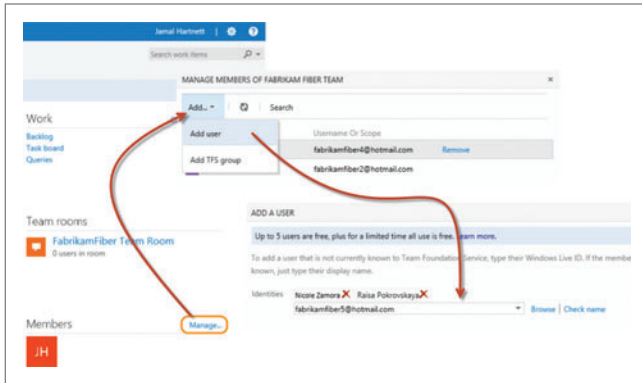 Jamal Hartnett
Search work items
MANAGE MEMBERS OF FABRIKAM FIBER TEAM
Add...
Search
Add user
Add TFS group
Username Or Scope
fabrikamfiber4@hotmail.com Remove
fabrikamfiber2@hotmail.com
Work
Backlog
Task board
Queries
Team rooms
FabrikamFiber Team Room
0 users in room
Members
Manage...
JH
ADD A USER
Up to 5 users are free, plus for a limited time all use is free. Learn more.
To add a user that is not currently known to Team Foundation Service, type their Windows Live ID. If the membe
known, just type their display name.
Identities Nicole Zamora Raisa Pokrovskaya
fabrikamfiber5@hotmail.com Browse | Check name